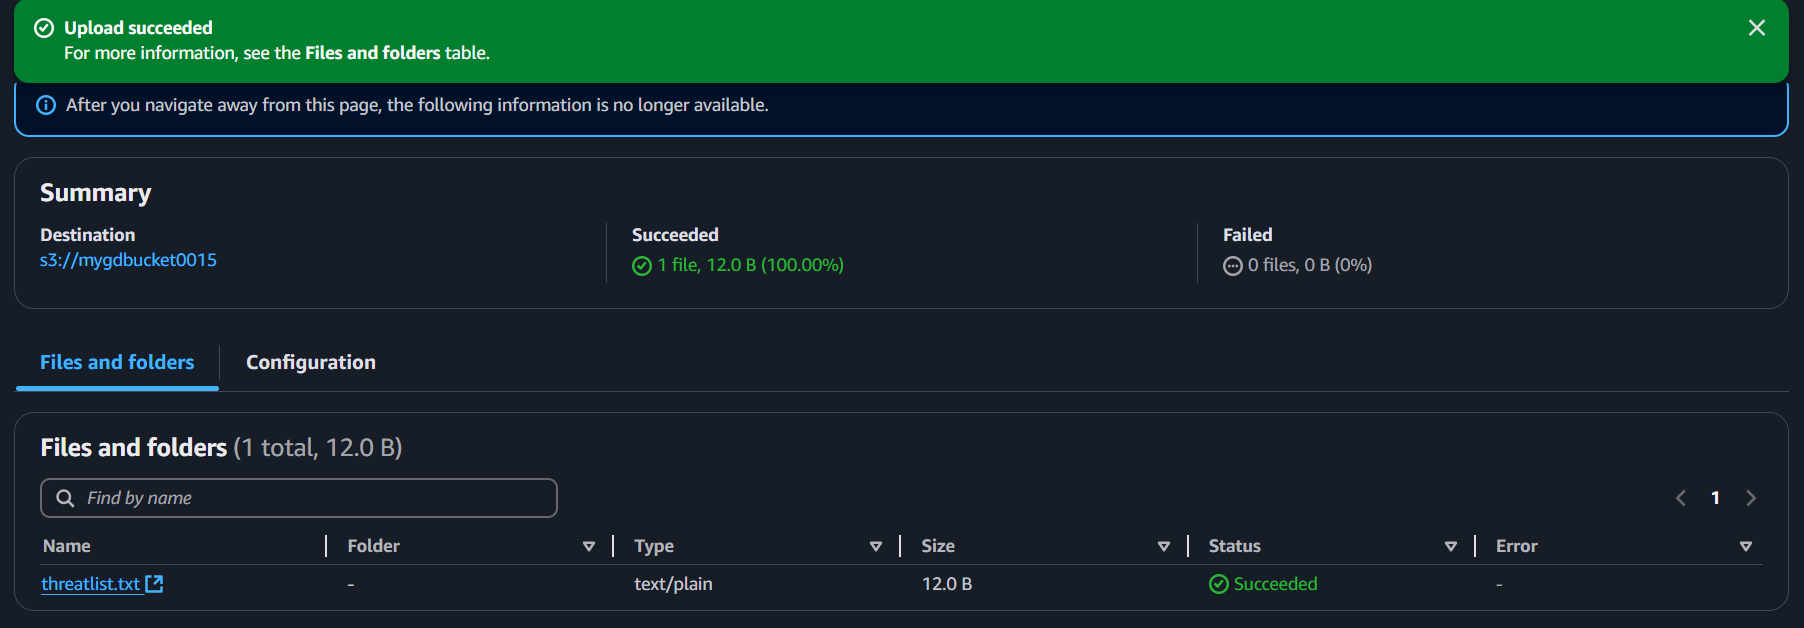 Upload succeeded
For more information, see the Files and folders table.
After you navigate away from this page, the following information is no longer available.
Summary
Destination
s3://mygdbucket0015
Succeeded
1 file, 12.0 B (100.00%)
Failed
0 files, 0 B (0%)
Files and folders
Configuration
Files and folders (1 total, 12.0 B)
Find by name
1
Name Folder Type Size Status Error
threatlist.txt - text/plain 12.0 B Succeeded -